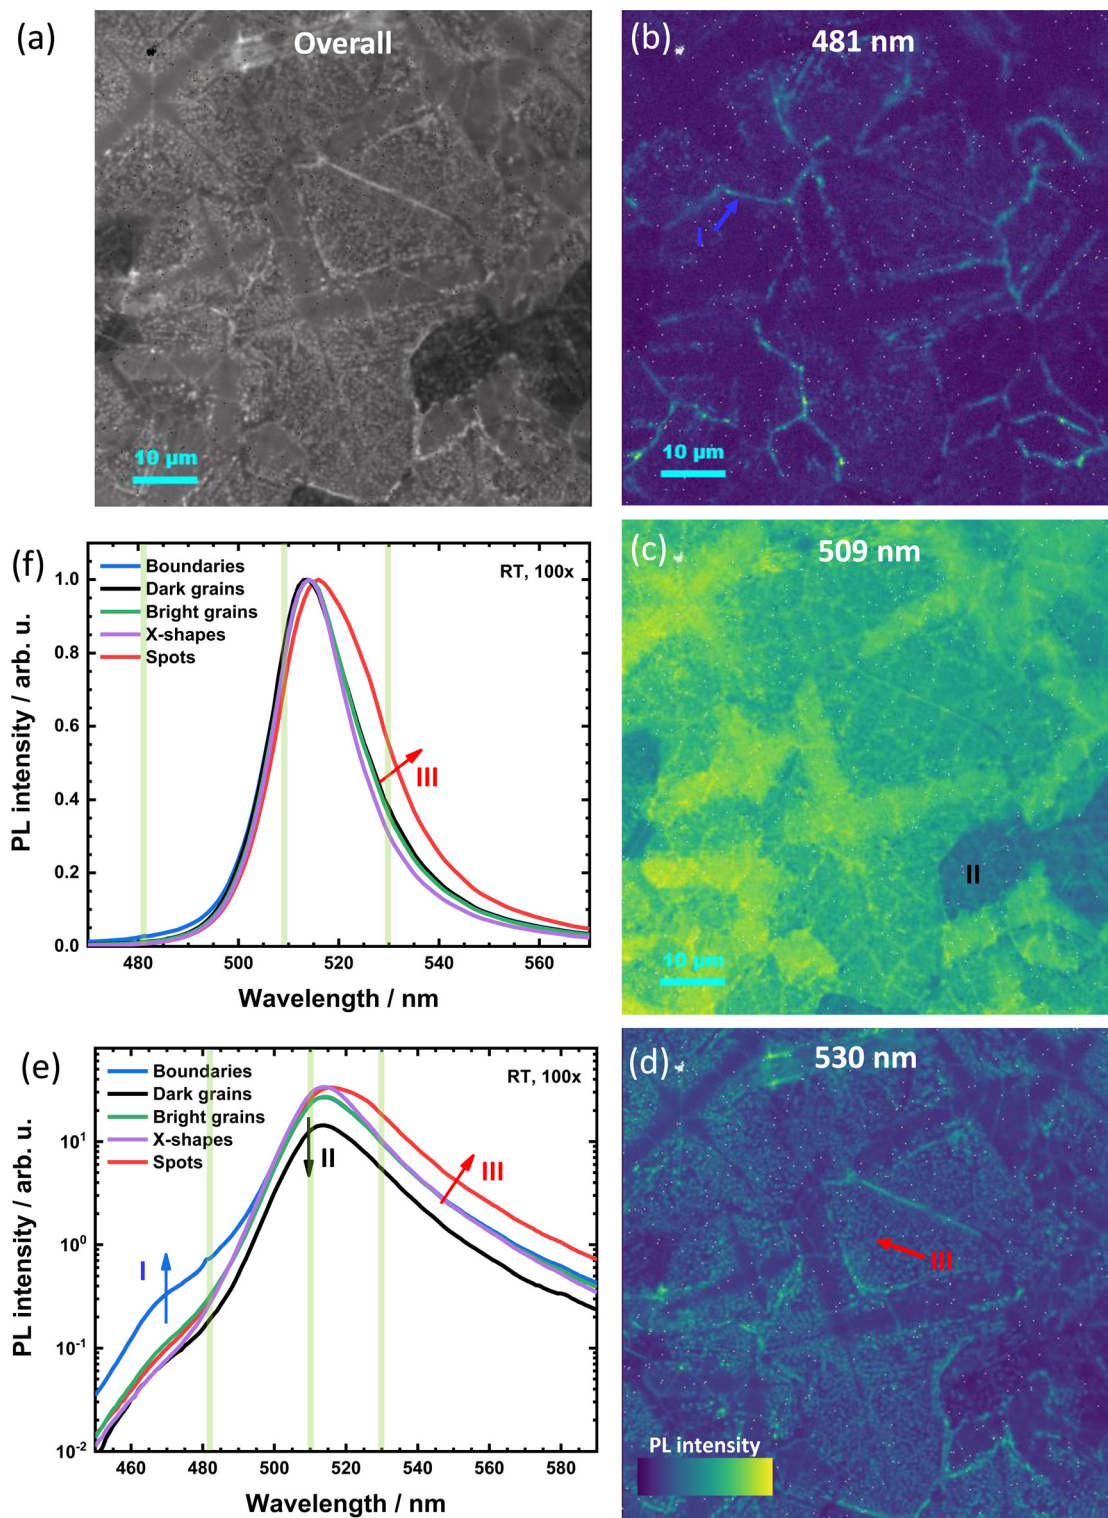 (a)
Overall
10 µm
(b)
481 nm
I
10 µm
(f)
Boundaries
Dark grains
Bright grains
X-shapes
Spots
RT, 100x
III
1.0
0.8
0.6
0.4
0.2
0.0
480 500 520 540 560
PL intensity / arb. u.
Wavelength / nm
(c)
509 nm
II
10 µm
(e)
Boundaries
Dark grains
Bright grains
X-shapes
Spots
RT, 100x
I
II
III
10¹
10⁰
10⁻¹
10⁻²
460 480 500 520 540 560 580
PL intensity / arb. u.
Wavelength / nm
(d)
530 nm
III
PL intensity